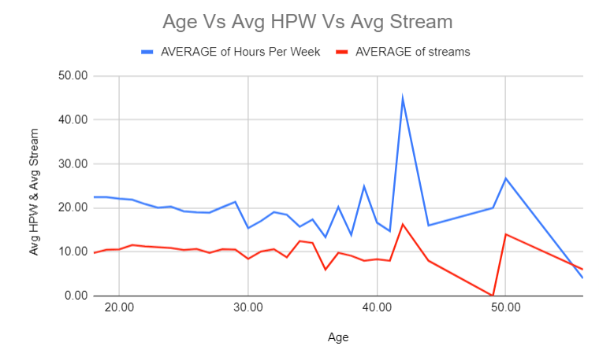 Age Vs Avg HPW Vs Avg Stream
AVERAGE of Hours Per Week
AVERAGE of streams
50.00
40.00
30.00
20.00
10.00
0.00
Avg HPW & Avg Stream
20.00
30.00
40.00
50.00
Age